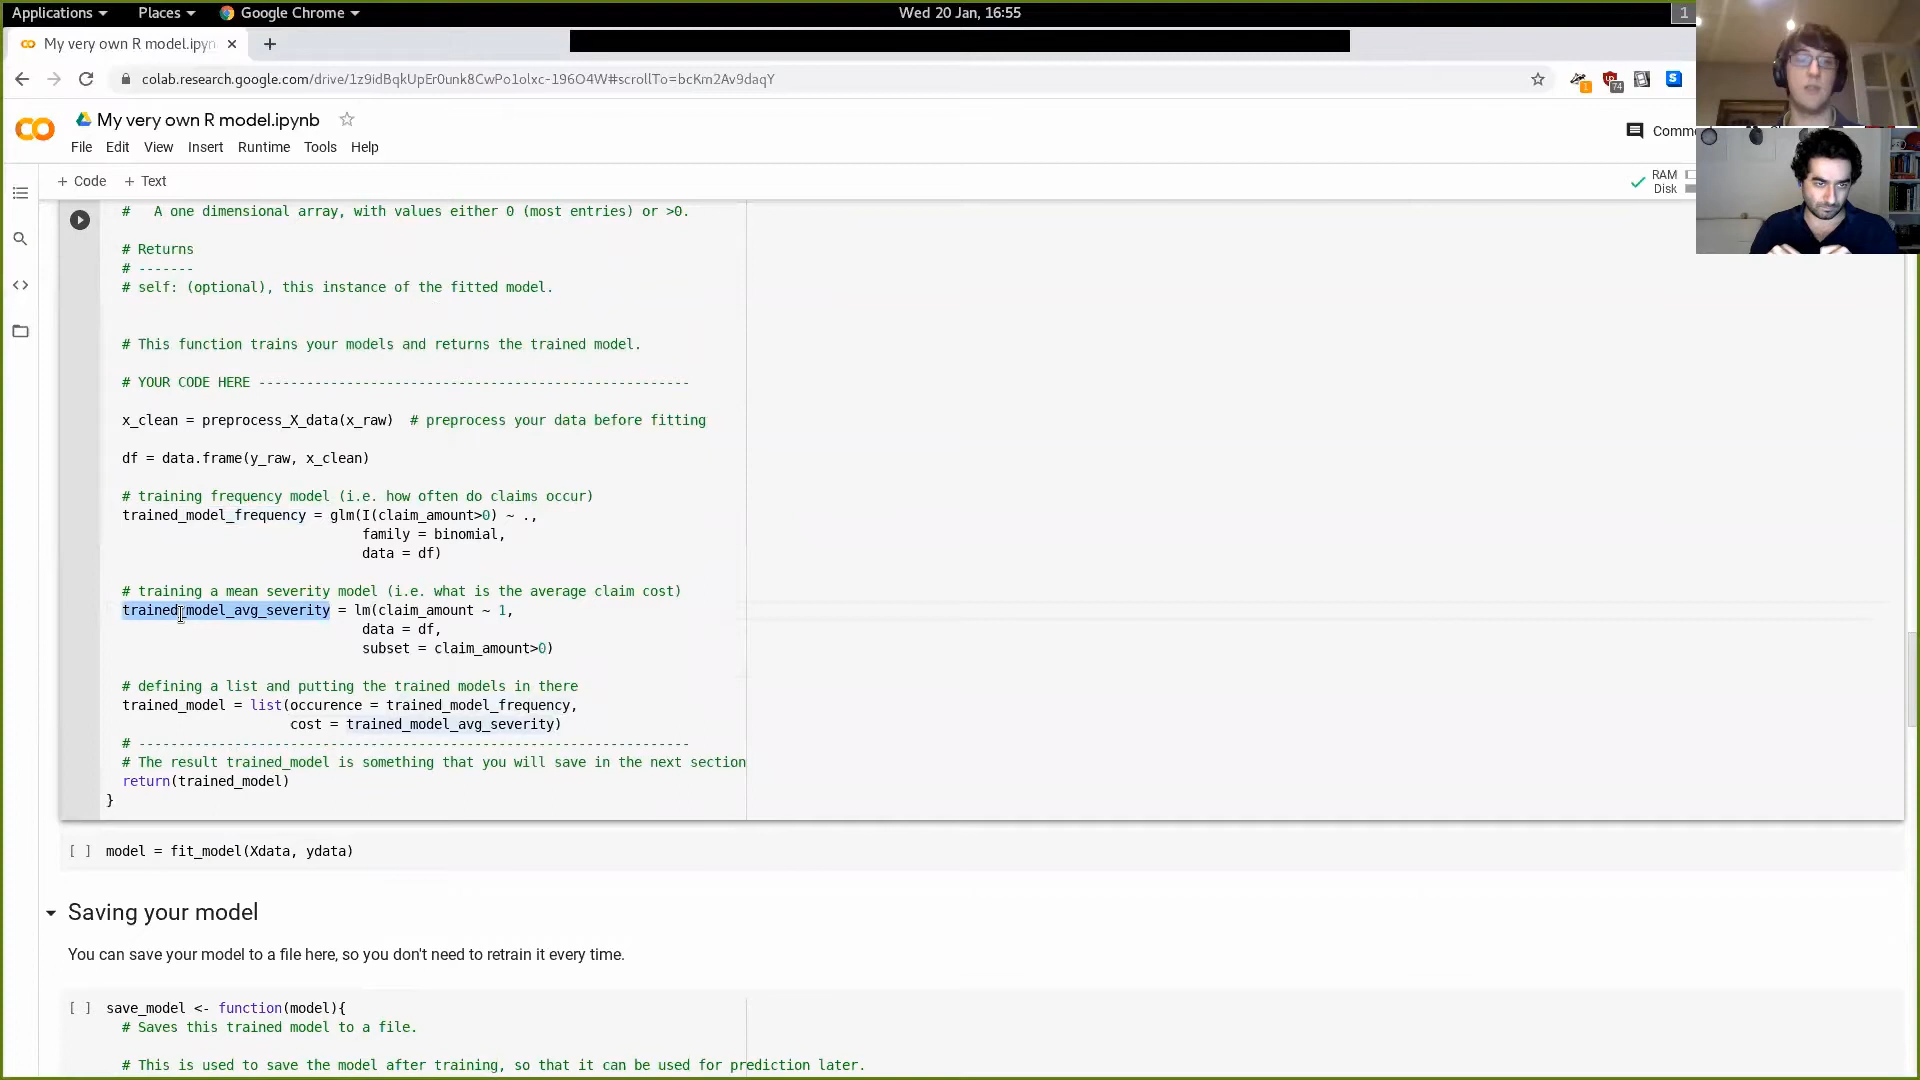 Applications Places Google Chrome Wed 20 Jan, 16:55 1
My very own R model.ipyn
colab.research.google.com/drive/1z9idBqkUpEr0unk8CwPo1olxc-196O4W#scrollTo=bcKm2Av9daqY 1 74 S
My very own R model.ipynb
Comm
File Edit View Insert Runtime Tools Help
+ Code + Text
RAM
Disk
# A one dimensional array, with values either 0 (most entries) or >0.
# Returns
# -------
# self: (optional), this instance of the fitted model.
# This function trains your models and returns the trained model.
# YOUR CODE HERE ------------------------------------------------------
x_clean = preprocess_X_data(x_raw) # preprocess your data before fitting
df = data.frame(y_raw, x_clean)
# training frequency model (i.e. how often do claims occur)
trained_model_frequency = glm(I(claim_amount>0) ~ .,
family = binomial,
data = df)
# training a mean severity model (i.e. what is the average claim cost)
trained_model_avg_severity = lm(claim_amount ~ 1,
data = df,
subset = claim_amount>0)
# defining a list and putting the trained models in there
trained_model = list(occurence = trained_model_frequency,
cost = trained_model_avg_severity)
# ---------------------------------------------------------------------
# The result trained_model is something that you will save in the next section
return(trained_model)
}
[ ] model = fit_model(Xdata, ydata)
Saving your model
You can save your model to a file here, so you don't need to retrain it every time.
[ ] save_model <- function(model){
# Saves this trained model to a file.
# This is used to save the model after training, so that it can be used for prediction later.